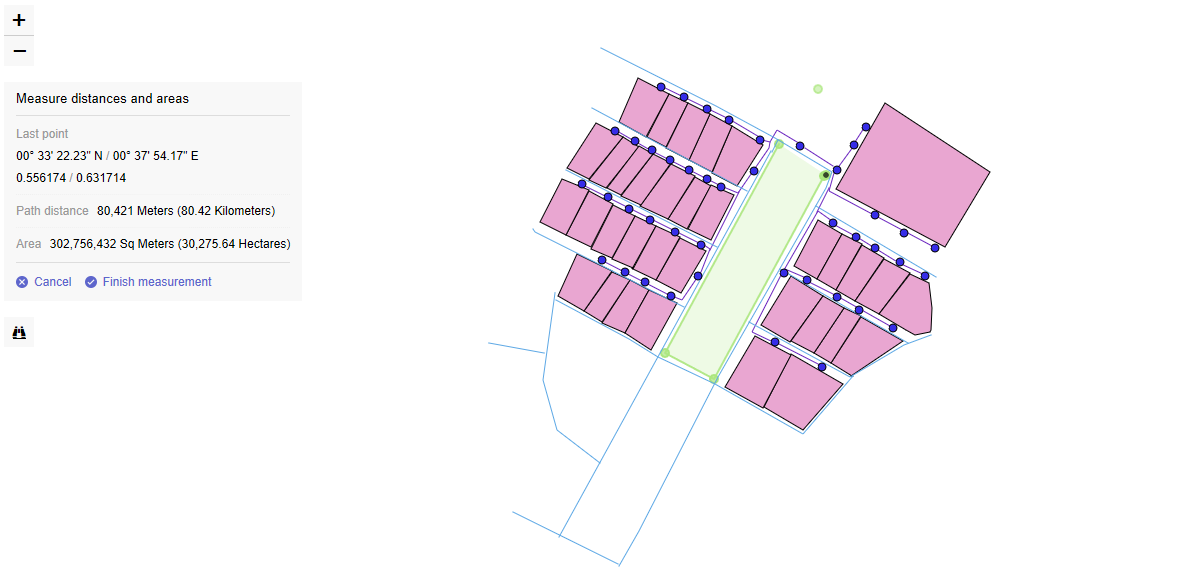 +
−
Measure distances and areas
Last point
00° 33' 22.23" N / 00° 37' 54.17" E
0.556174 / 0.631714
Path distance 80,421 Meters (80.42 Kilometers)
Area 302,756,432 Sq Meters (30,275.64 Hectares)
Cancel Finish measurement